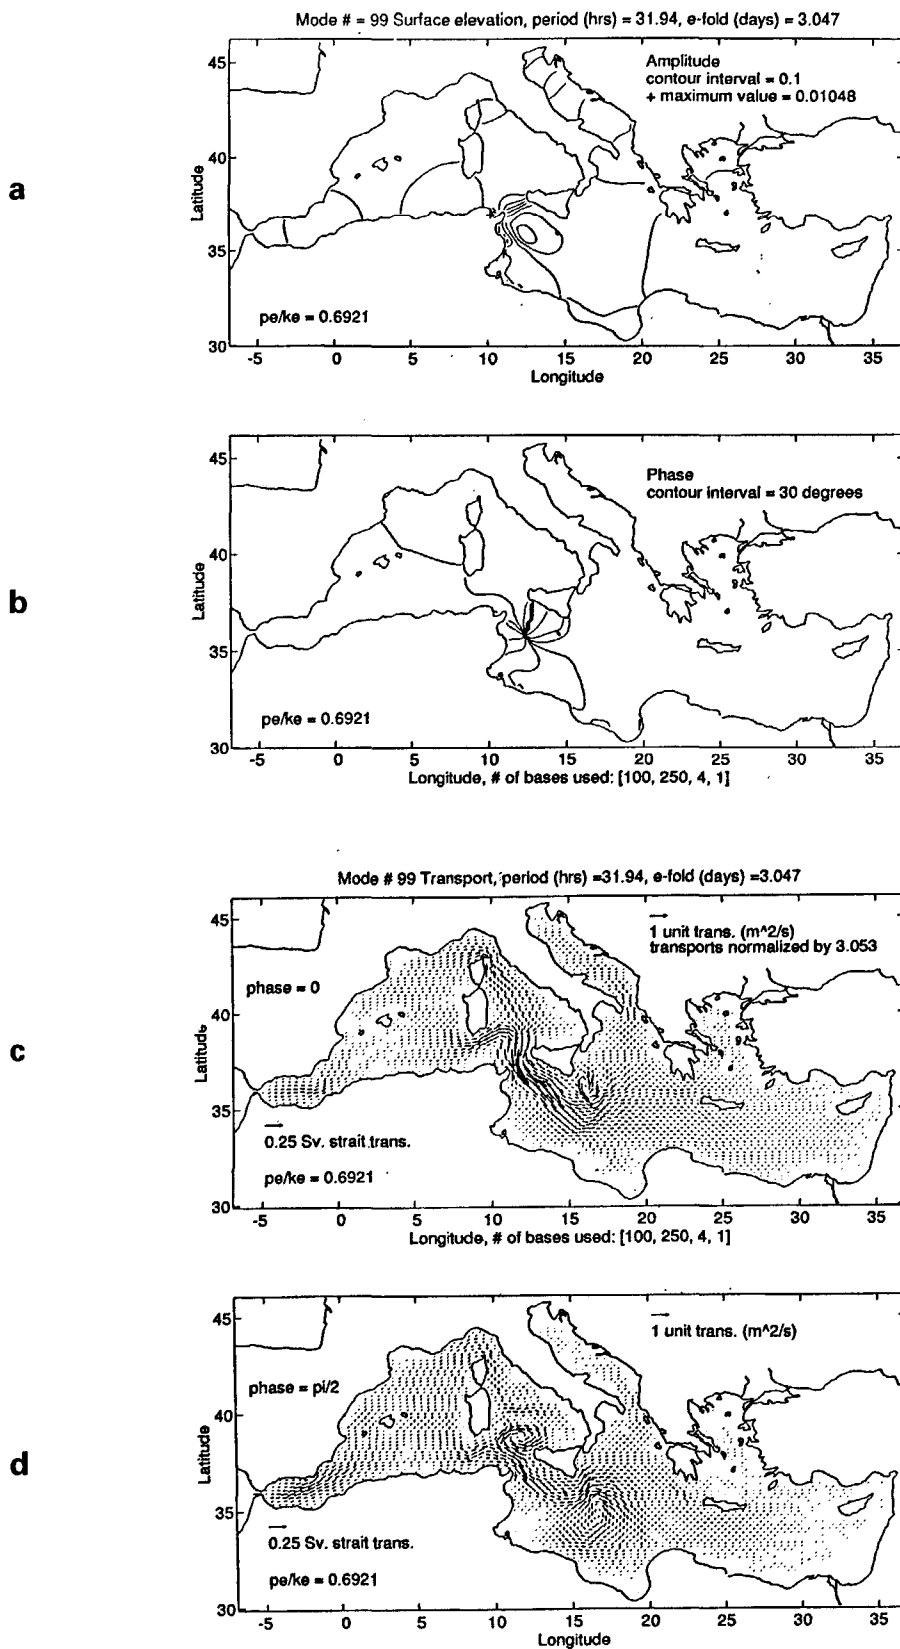 Mode # = 99 Surface elevation, period (hrs) = 31.94, e-fold (days) = 3.047
a
Latitude
45
40
35
30
Amplitude
contour interval = 0.1
+ maximum value = 0.01048
pe/ke = 0.6921
-5 0 5 10 15 20 25 30 35
Longitude
b
Latitude
45
40
35
30
Phase
contour interval = 30 degrees
pe/ke = 0.6921
-5 0 5 10 15 20 25 30 35
Longitude, # of bases used: [100, 250, 4, 1]
Mode # 99 Transport, period (hrs) =31.94, e-fold (days) =3.047
c
Latitude
45
40
35
30
1 unit trans. (m^2/s)
transports normalized by 3.053
phase = 0
0.25 Sv. strait trans.
pe/ke = 0.6921
-5 0 5 10 15 20 25 30 35
Longitude, # of bases used: [100, 250, 4, 1]
d
Latitude
45
40
35
30
1 unit trans. (m^2/s)
phase = pi/2
0.25 Sv. strait trans.
pe/ke = 0.6921
-5 0 5 10 15 20 25 30 35
Longitude